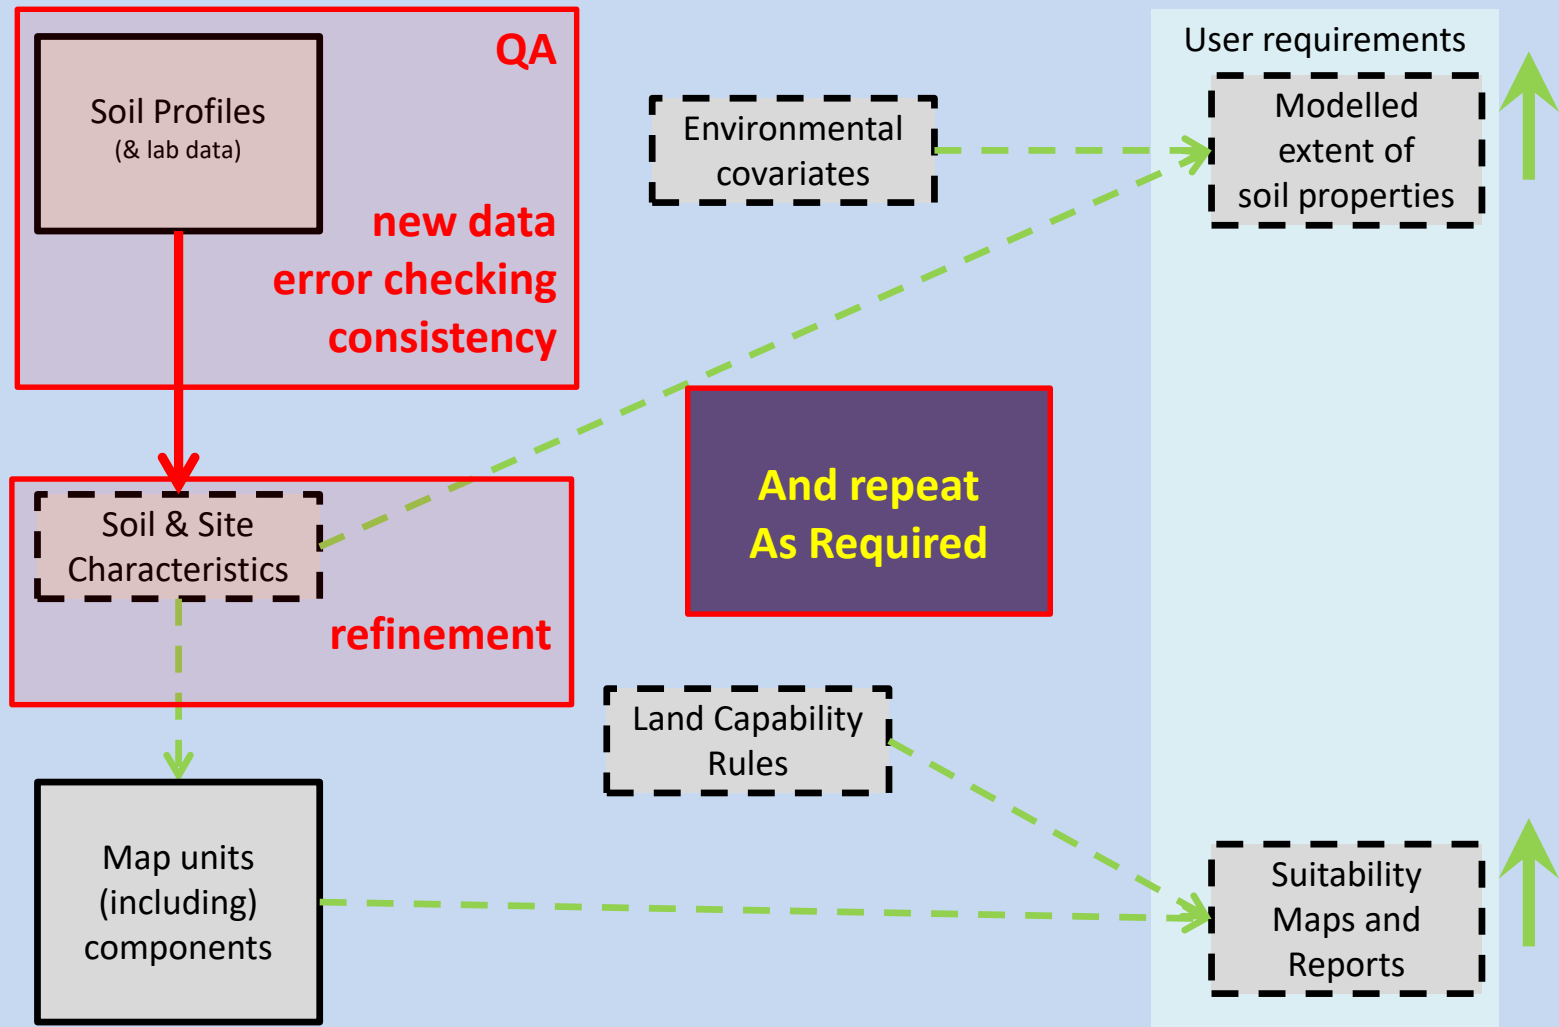 QA
Soil Profiles
(& lab data)
new data
error checking
consistency
Environmental
covariates
User requirements
Modelled
extent of
soil properties
And repeat
As Required
Soil & Site
Characteristics
refinement
Land Capability
Rules
Map units
(including)
components
Suitability
Maps and
Reports